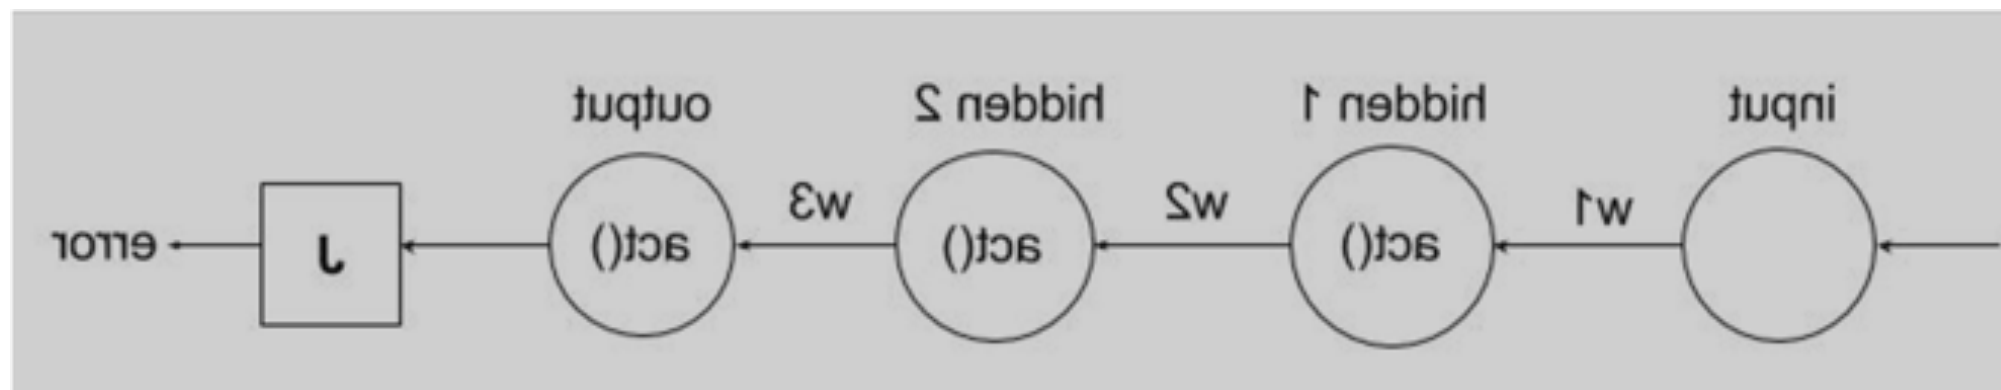 input hidden 1 hidden 2 output
w1 w2 w3
act() act() act() J error